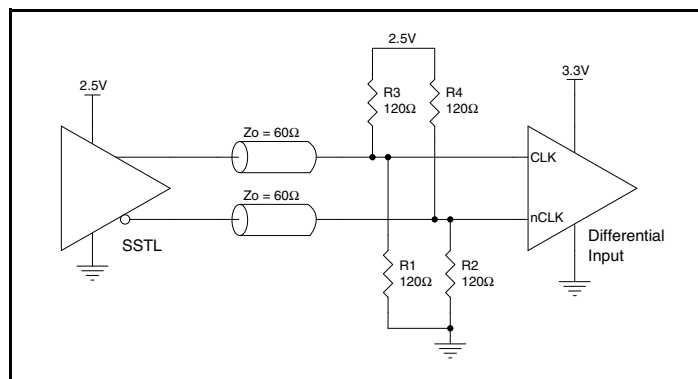 2.5V
2.5V
3.3V
R3
120Ω
R4
120Ω
Zo = 60Ω
CLK
Zo = 60Ω
nCLK
SSTL
Differential
Input
R1
120Ω
R2
120Ω